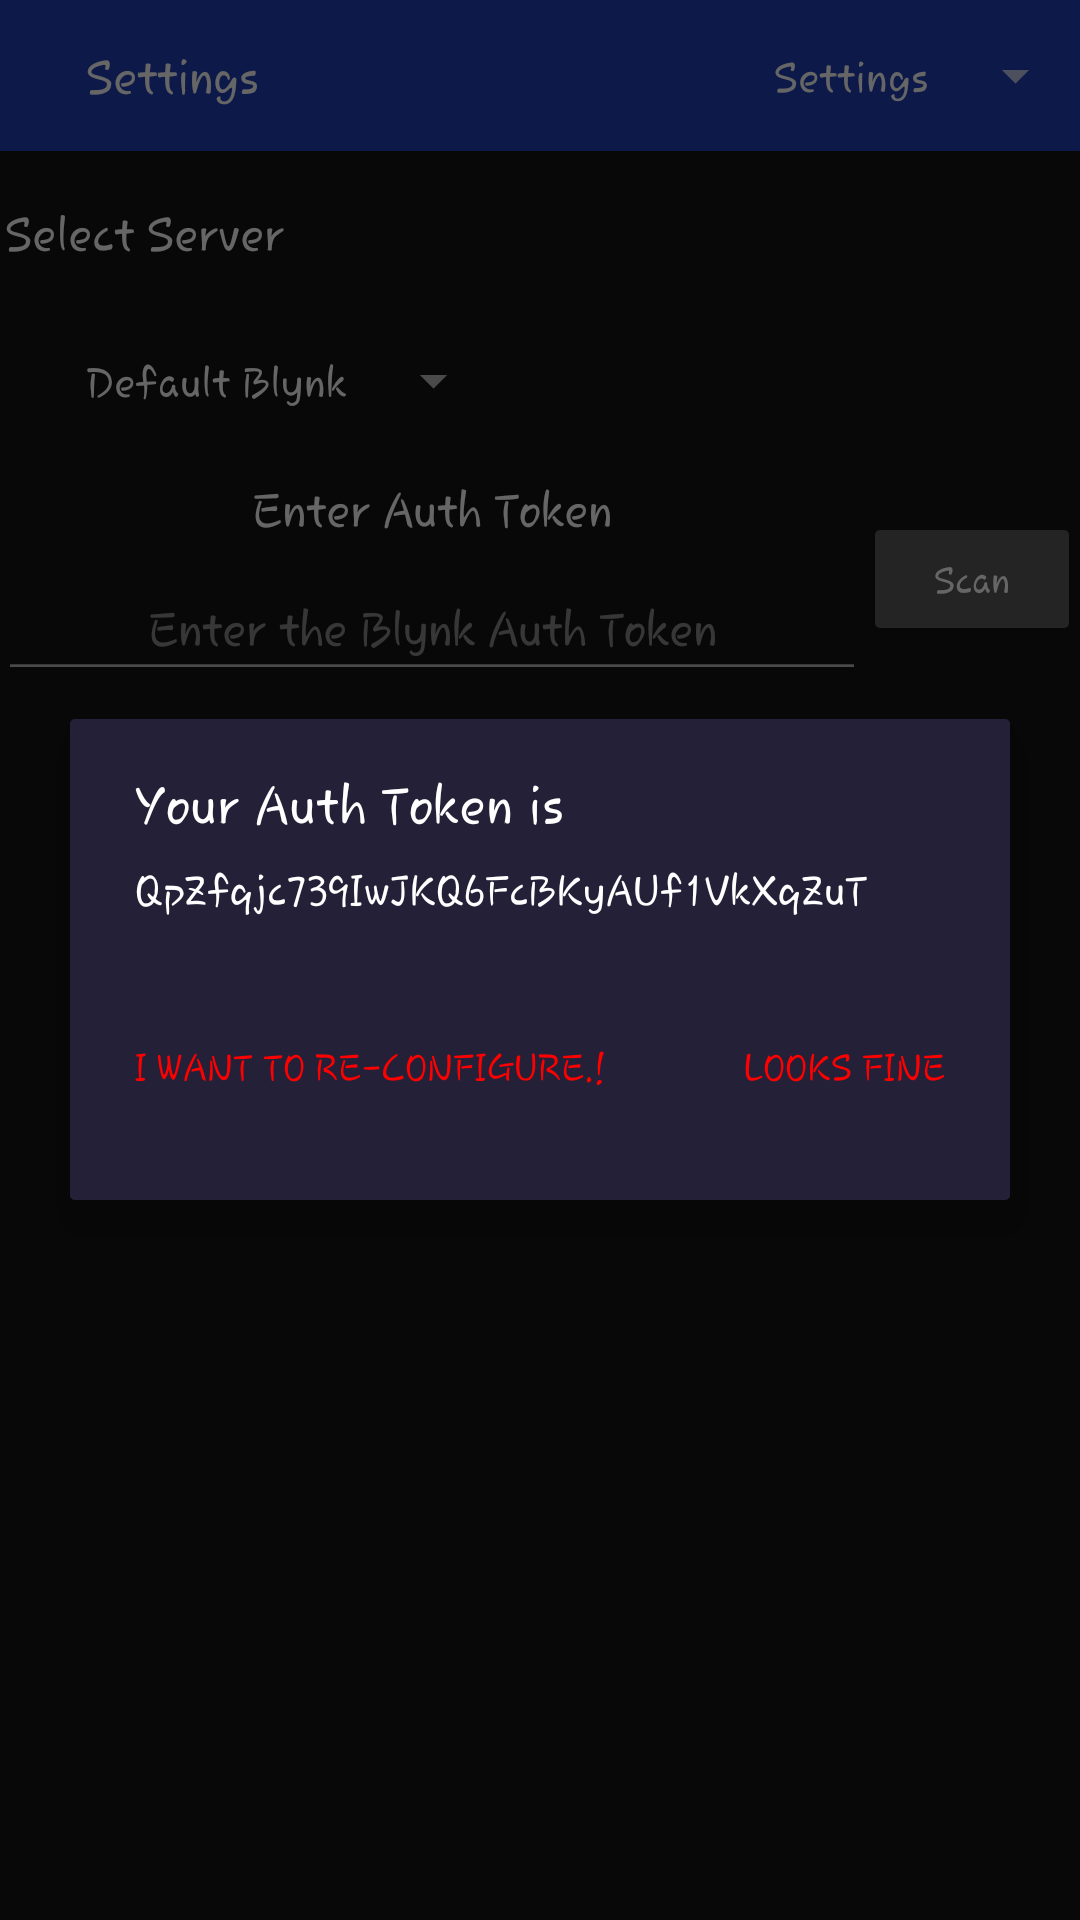 Settings Settings
Select Server
Default Blynk
Enter Auth Token
Scan
Enter the Blynk Auth Token
Your Auth Token is
QpZfqjc739IwJKQ6FcBKyAUf1VkXqZuT
I WANT TO RE-CONFIGURE.! LOOKS FINE